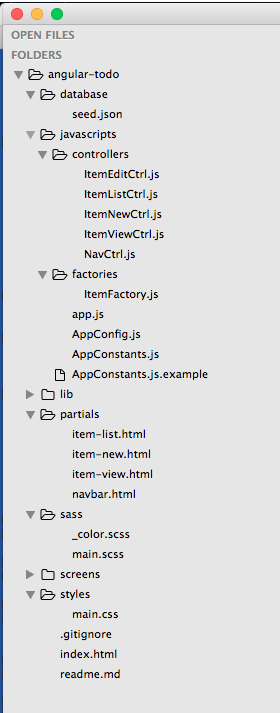 OPEN FILES
FOLDERS
angular-todo
database
seed.json
javascripts
controllers
ItemEditCtrl.js
ItemListCtrl.js
ItemNewCtrl.js
ItemViewCtrl.js
NavCtrl.js
factories
ItemFactory.js
app.js
AppConfig.js
AppConstants.js
AppConstants.js.example
lib
partials
item-list.html
item-new.html
item-view.html
navbar.html
sass
_color.scss
main.scss
screens
styles
main.css
.gitignore
index.html
readme.md